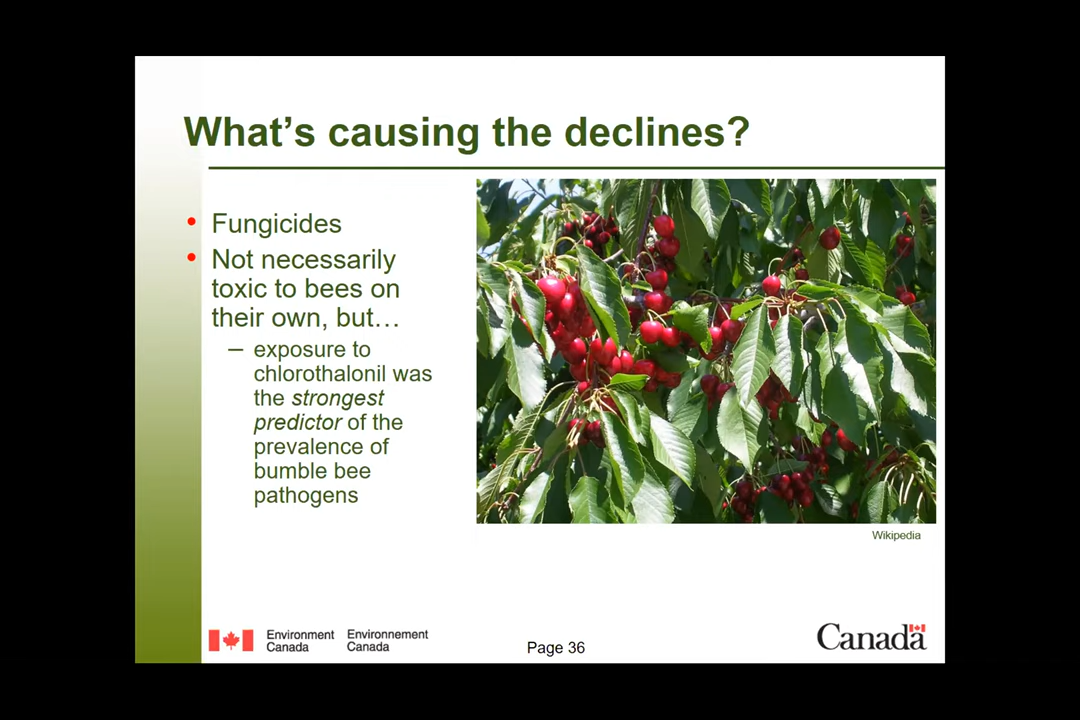 What's causing the declines?
• Fungicides
• Not necessarily
toxic to bees on
their own, but…
– exposure to
chlorothalonil was
the strongest
predictor of the
prevalence of
bumble bee
pathogens
Wikipedia
Environment Environnement
Canada Canada
Page 36
Canada